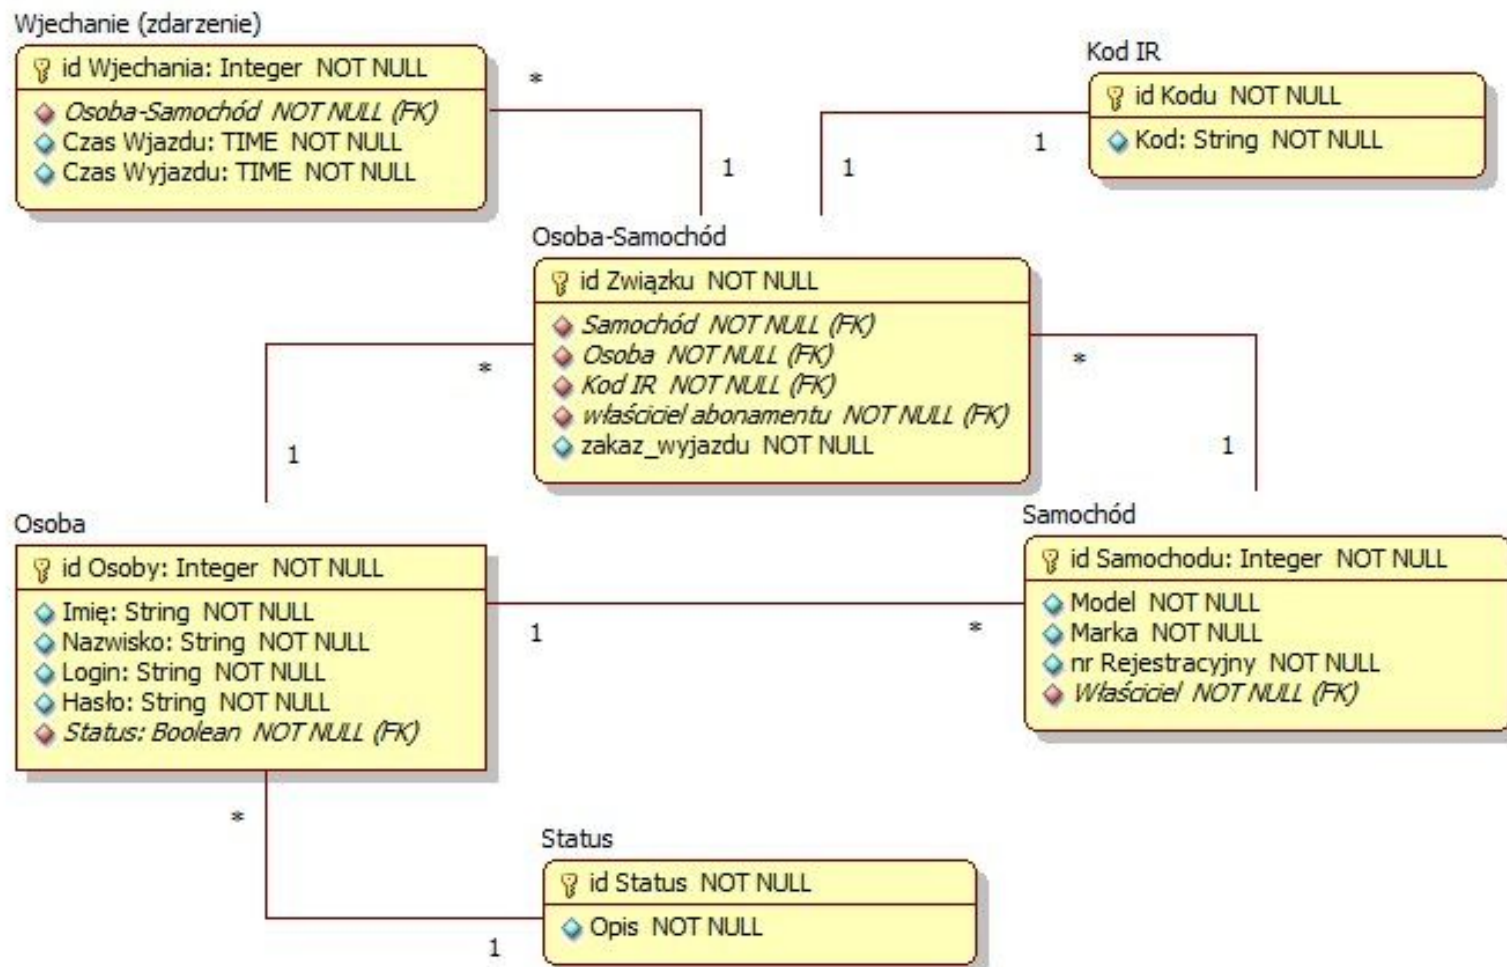 Wjechanie (zdarzenie)
id Wjechania: Integer NOT NULL
Osoba-Samochód NOT NULL (FK)
Czas Wjazdu: TIME NOT NULL
Czas Wyjazdu: TIME NOT NULL
*
1
Kod IR
id Kodu NOT NULL
Kod: String NOT NULL
1
1
Osoba-Samochód
id Związku NOT NULL
Samochód NOT NULL (FK)
Osoba NOT NULL (FK)
Kod IR NOT NULL (FK)
właściciel abonamentu NOT NULL (FK)
zakaz_wyjazdu NOT NULL
*
1
*
1
Osoba
id Osoby: Integer NOT NULL
Imię: String NOT NULL
Nazwisko: String NOT NULL
Login: String NOT NULL
Hasło: String NOT NULL
Status: Boolean NOT NULL (FK)
1
*
Samochód
id Samochodu: Integer NOT NULL
Model NOT NULL
Marka NOT NULL
nr Rejestracyjny NOT NULL
Właściciel NOT NULL (FK)
*
1
Status
id Status NOT NULL
Opis NOT NULL